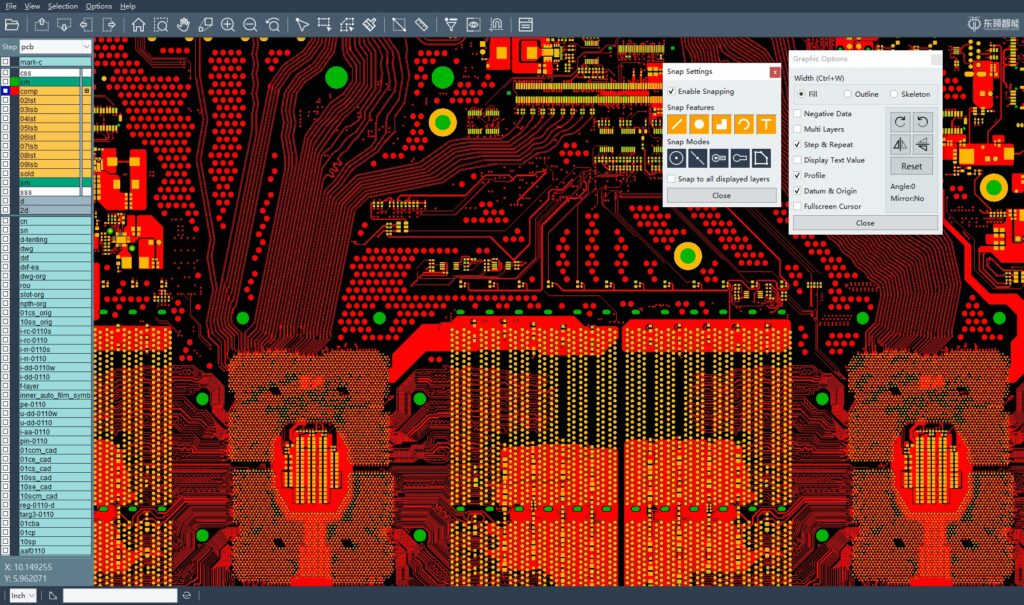 File View Selection Options Help
东领智能
Step pcb
mark-c
css
cm
comp
02lst
03lsb
04lst
05lsb
06lst
07lsb
08lst
09lsb
sold
sm
sss
d
2d
cn
sn
d-tenting
dwg
dxf
dxf-ea
dwg-org
rou
slot-org
npth-org
01cs_orig
10ss_orig
i-rc-0110s
i-rc-0110
i-rr-0110s
i-rr-0110
i-dd-0110w
i-dd-0110
f-layer
inner_auto_film_symb
pe-0110
u-dd-0110w
u-dd-0110
i-aa-0110
pin-0110
01ccm_cad
01ce_cad
01cs_cad
10ss_cad
10se_cad
10scm_cad
reg-0110-d
targ3-0110
01cba
01cp
10sp
aaf0110
X: 10.149255
Y: 5.962071
Inch
Snap Settings
Enable Snapping
Snap Features
Snap Modes
Snap to all displayed layers
Close
Graphic Options
Width (Ctrl+W)
Fill Outline Skeleton
Negative Data
Multi Layers
Step & Repeat
Display Text Value
Profile
Datum & Origin
Fullscreen Cursor
Reset
Angle:0
Mirror:No
Close